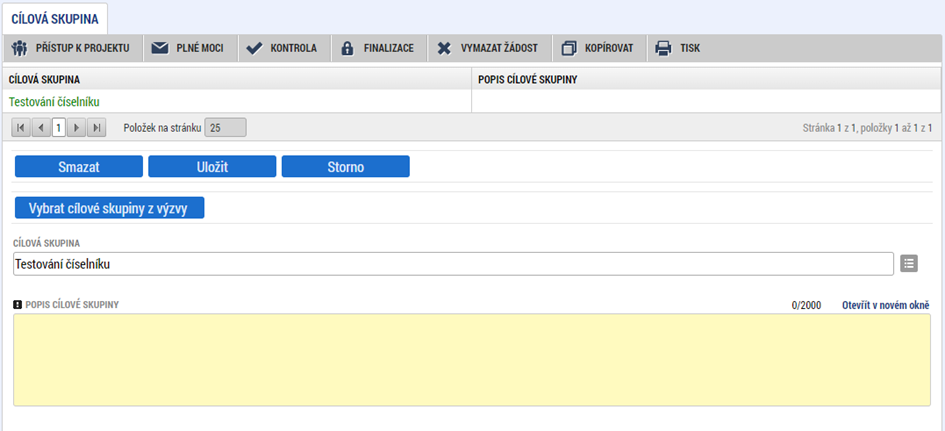 CÍLOVÁ SKUPINA
PŘÍSTUP K PROJEKTU PLNÉ MOCI KONTROLA FINALIZACE VYMAZAT ŽÁDOST KOPÍROVAT TISK
CÍLOVÁ SKUPINA POPIS CÍLOVÉ SKUPINY
Testování číselníku
1 Položek na stránku 25 Stránka 1 z 1, položky 1 až 1 z 1
Smazat Uložit Storno
Vybrat cílové skupiny z výzvy
CÍLOVÁ SKUPINA
Testování číselníku
POPIS CÍLOVÉ SKUPINY 0/2000 Otevřít v novém okně